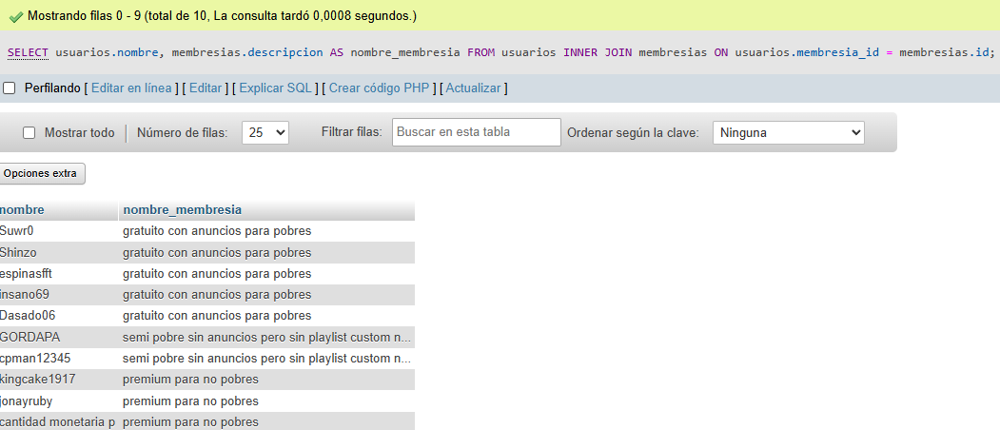 Mostrando filas 0 - 9 (total de 10, La consulta tardó 0,0008 segundos.)
SELECT usuarios.nombre, membresias.descripcion AS nombre_membresia FROM usuarios INNER JOIN membresias ON usuarios.membresia_id = membresias.id;
Perfilando [ Editar en línea ] [ Editar ] [ Explicar SQL ] [ Crear código PHP ] [ Actualizar ]
Mostrar todo Número de filas: 25 Filtrar filas: Buscar en esta tabla Ordenar según la clave: Ninguna
Opciones extra
nombre nombre_membresia
Suwr0 gratuito con anuncios para pobres
Shinzo gratuito con anuncios para pobres
espinasfft gratuito con anuncios para pobres
insano69 gratuito con anuncios para pobres
Dasado06 gratuito con anuncios para pobres
GORDAPA semi pobre sin anuncios pero sin playlist custom n...
cpman12345 semi pobre sin anuncios pero sin playlist custom n...
kingcake1917 premium para no pobres
jonayruby premium para no pobres
cantidad monetaria p premium para no pobres